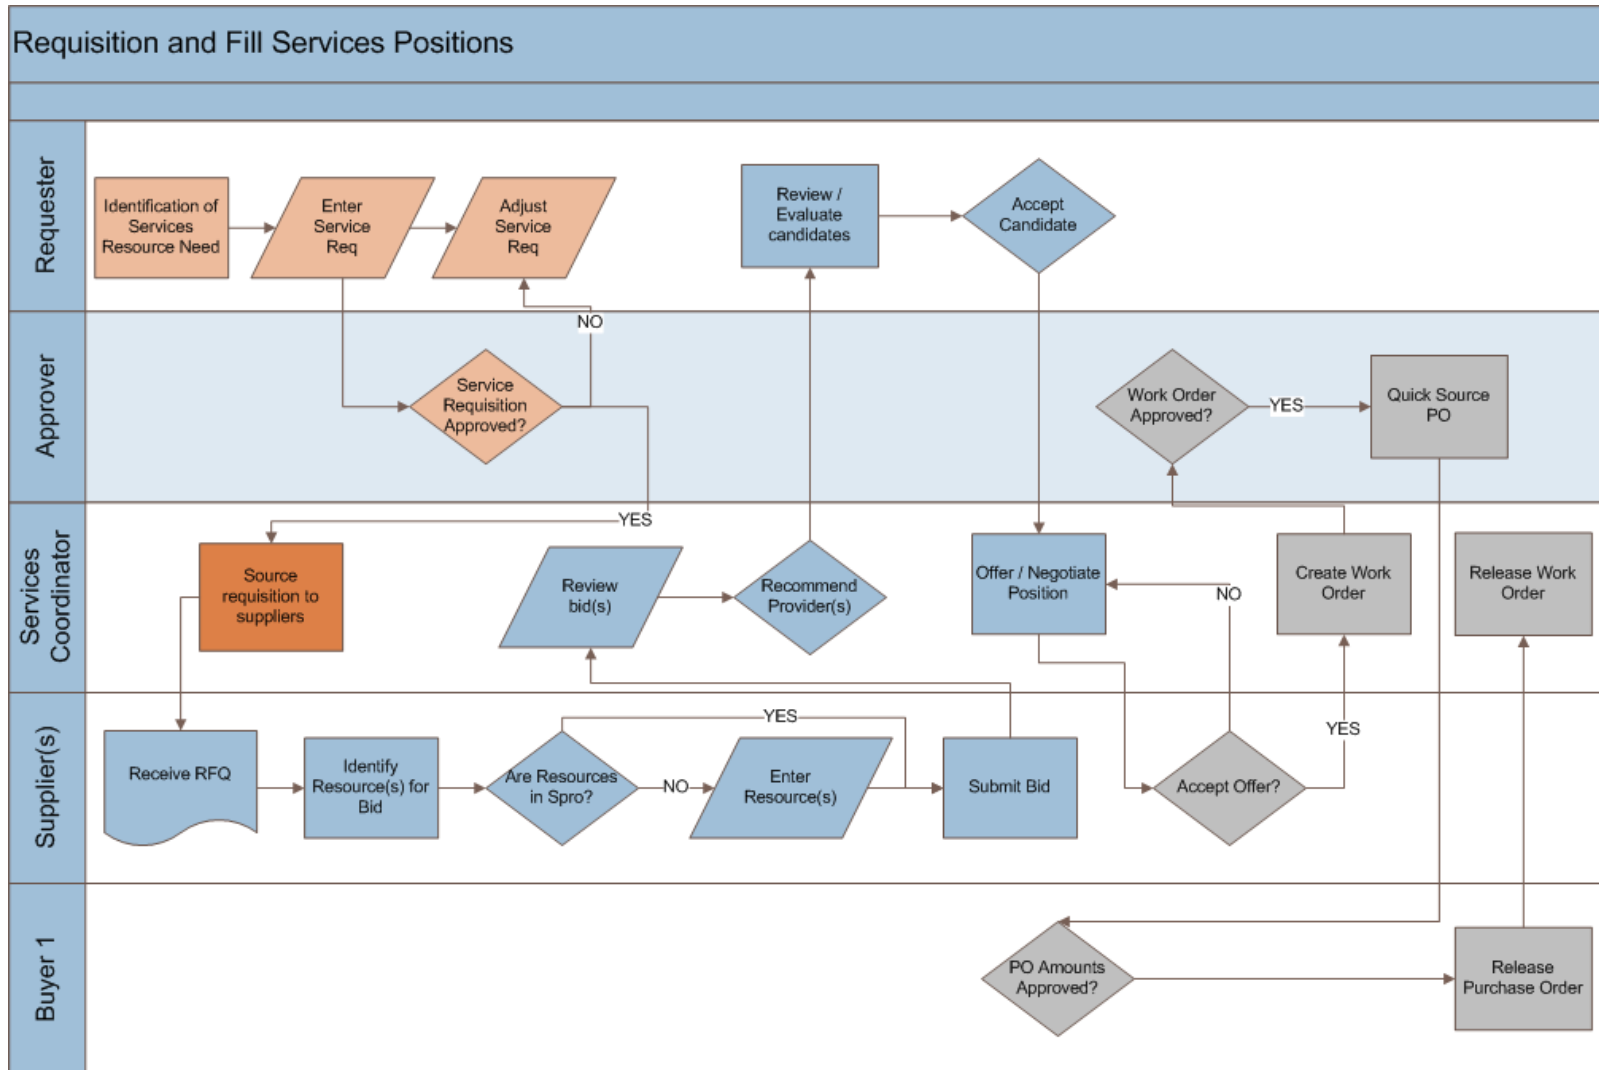 Requisition and Fill Services Positions
Requester
Identification of
Services
Resource Need
Enter
Service
Req
Adjust
Service
Req
Review /
Evaluate
candidates
Accept
Candidate
NO
Approver
Service
Requisition
Approved?
Work Order
Approved?
YES
Quick Source
PO
YES
Services
Coordinator
Source
requisition to
suppliers
Review
bid(s)
Recommend
Provider(s)
Offer / Negotiate
Position
NO
Create Work
Order
Release Work
Order
Supplier(s)
Receive RFQ
Identify
Resource(s) for
Bid
Are Resources
in Spro?
YES
NO
Enter
Resource(s)
Submit Bid
Accept Offer?
YES
Buyer 1
PO Amounts
Approved?
Release
Purchase Order